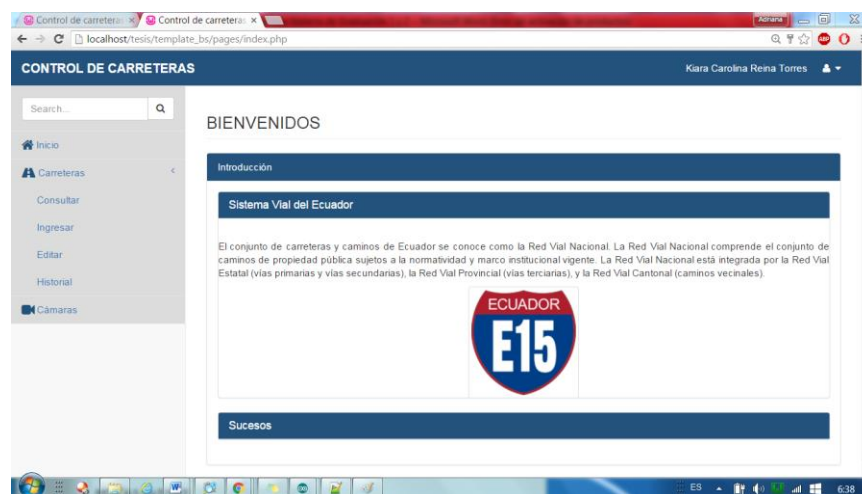 Control de carreteras
Control de carreteras
Adriana
localhost/tesis/template_bs/pages/index.php
ABP
CONTROL DE CARRETERAS
Kiara Carolina Reina Torres
Search...
BIENVENIDOS
Inicio
Introducción
Carreteras
Sistema Vial del Ecuador
Consultar
Ingresar
Editar
Historial
Cámaras
El conjunto de carreteras y caminos de Ecuador se conoce como la Red Vial Nacional. La Red Vial Nacional comprende el conjunto de
caminos de propiedad pública sujetos a la normatividad y marco institucional vigente. La Red Vial Nacional está integrada por la Red Vial
Estatal (vías primarias y vías secundarias), la Red Vial Provincial (vías terciarias), y la Red Vial Cantonal (caminos vecinales).
ECUADOR
E15
Sucesos
ES
6:38